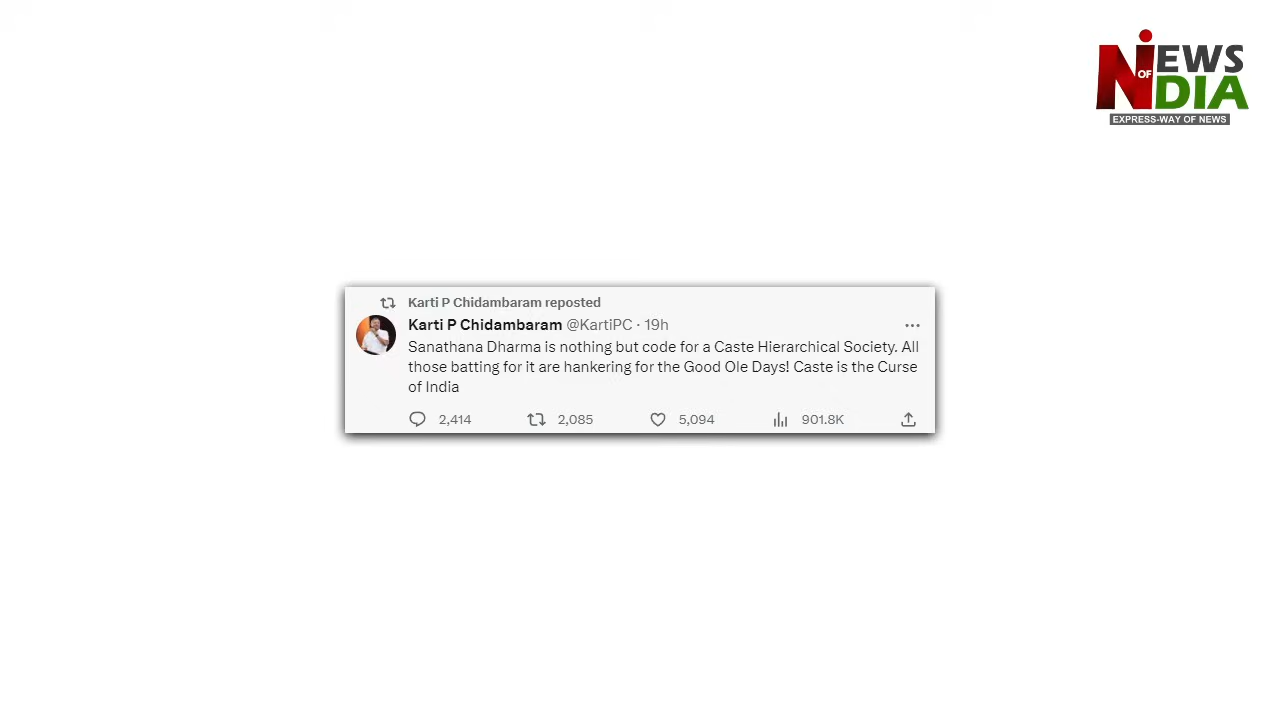 NEWS
OF
INDIA
EXPRESS-WAY OF NEWS
Karti P Chidambaram reposted
Karti P Chidambaram @KartiPC · 19h
Sanathana Dharma is nothing but code for a Caste Hierarchical Society. All
those batting for it are hankering for the Good Ole Days! Caste is the Curse
of India
2,414 2,085 5,094 901.8K